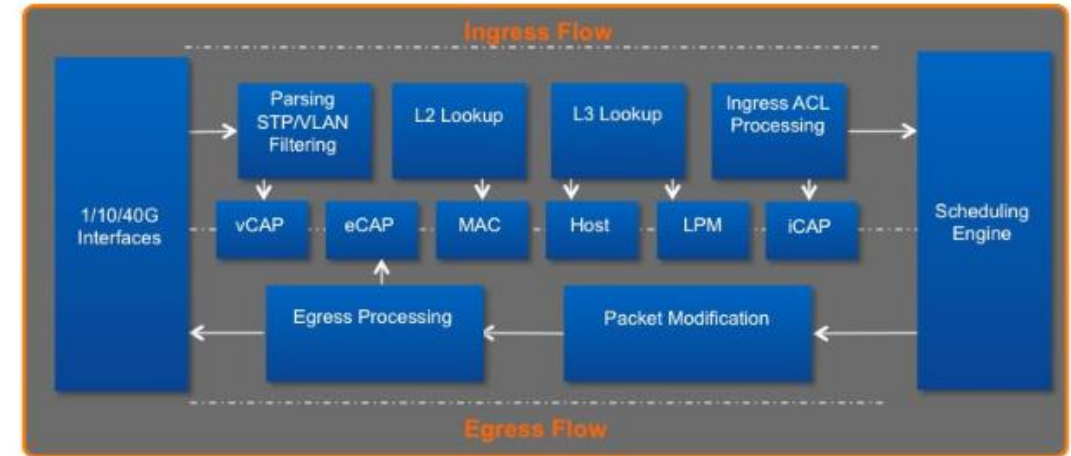 Ingress Flow
Parsing
STP/VLAN
Filtering
L2 Lookup
L3 Lookup
Ingress ACL
Processing
1/10/40G
Interfaces
vCAP
eCAP
MAC
Host
LPM
iCAP
Scheduling
Engine
Egress Processing
Packet Modification
Egress Flow